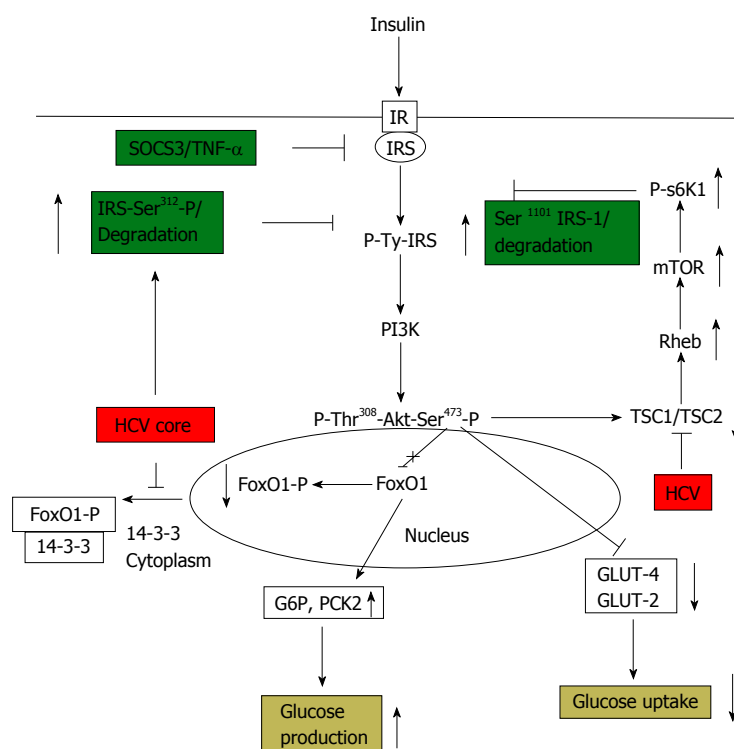 Insulin
IR
SOCS3/TNF-α
IRS
IRS-Ser³¹²-P/
Degradation
P-Ty-IRS
Ser ¹¹⁰¹ IRS-1/
degradation
P-s6K1
mTOR
PI3K
Rheb
HCV core
P-Thr³⁰⁸-Akt-Ser⁴⁷³-P
TSC1/TSC2
FoxO1-P
FoxO1
HCV
FoxO1-P
14-3-3
14-3-3
Cytoplasm
Nucleus
G6P, PCK2
GLUT-4
GLUT-2
Glucose
production
Glucose uptake